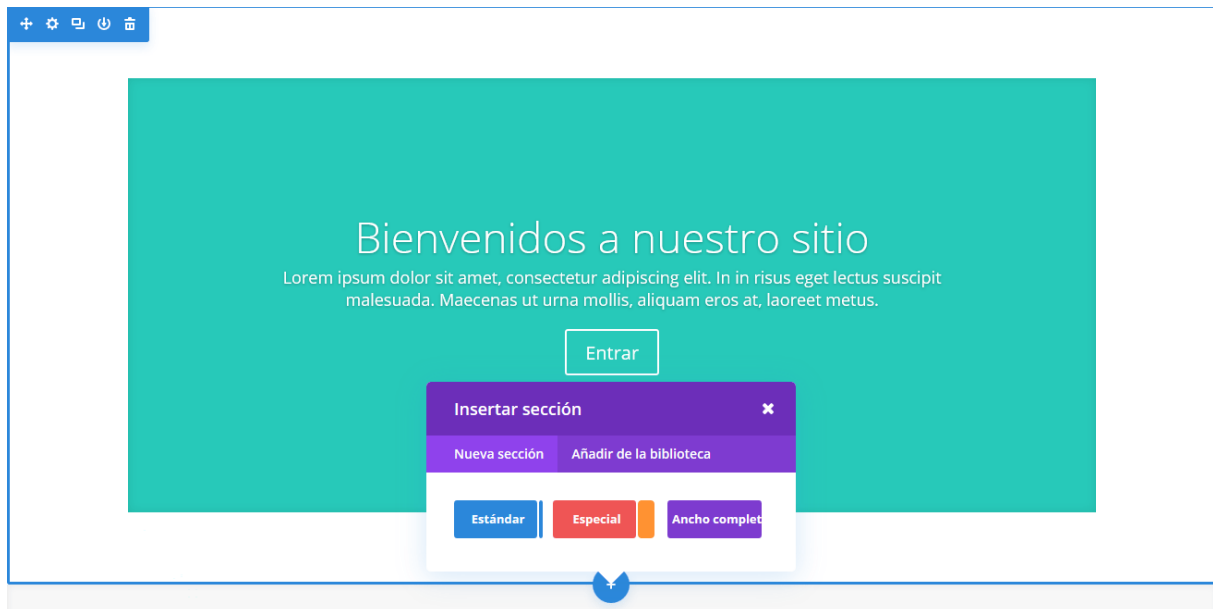 Bienvenidos a nuestro sitio
Lorem ipsum dolor sit amet, consectetur adipiscing elit. In in risus eget lectus suscipit
malesuada. Maecenas ut urna mollis, aliquam eros at, laoreet metus.
Entrar
Insertar sección
Nueva sección Añadir de la biblioteca
Estándar Especial Ancho complet